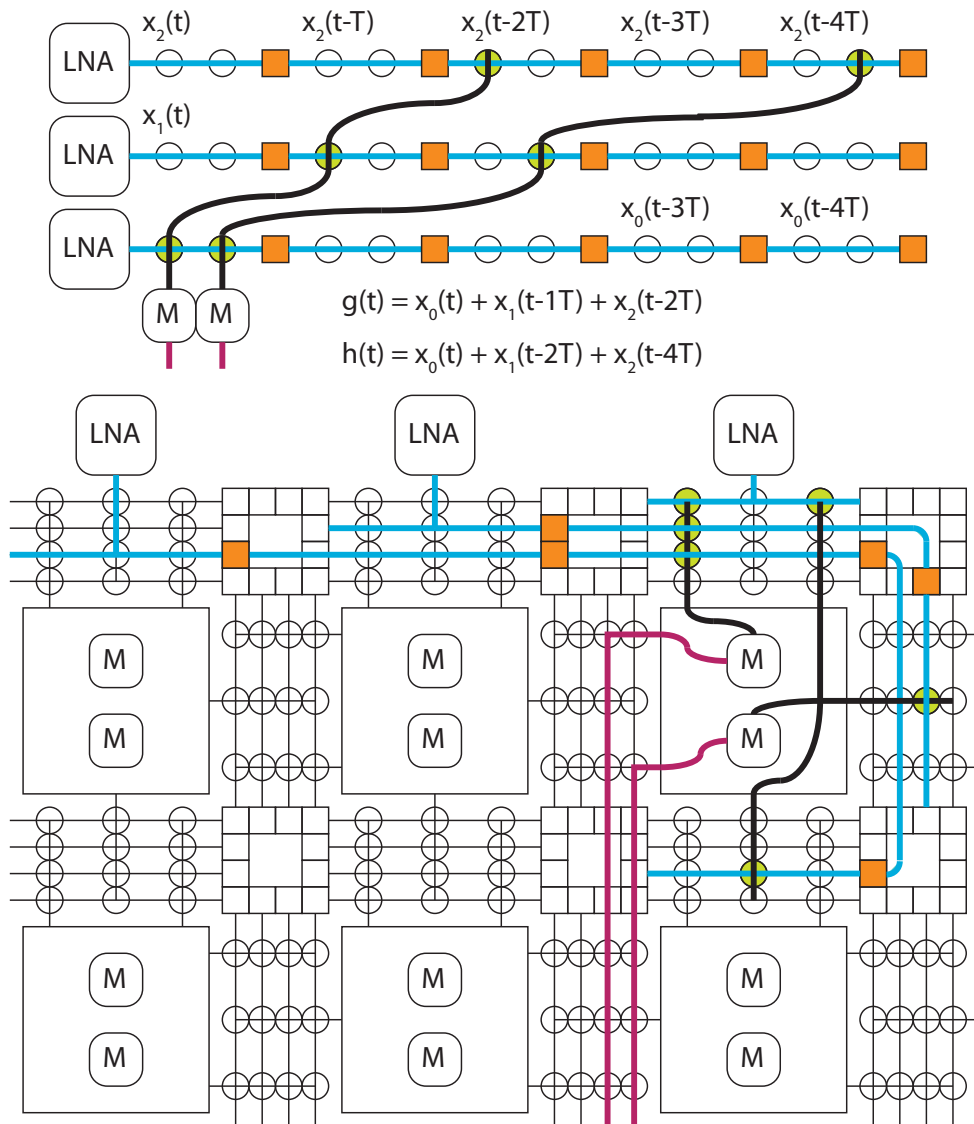 x₂(t) x₂(t-T) x₂(t-2T) x₂(t-3T) x₂(t-4T)
LNA
x₁(t)
LNA
x₀(t-3T) x₀(t-4T)
LNA
M M
g(t) = x₀(t) + x₁(t-1T) + x₂(t-2T)
h(t) = x₀(t) + x₁(t-2T) + x₂(t-4T)
LNA LNA LNA
M M M
M M M
M M M
M M M